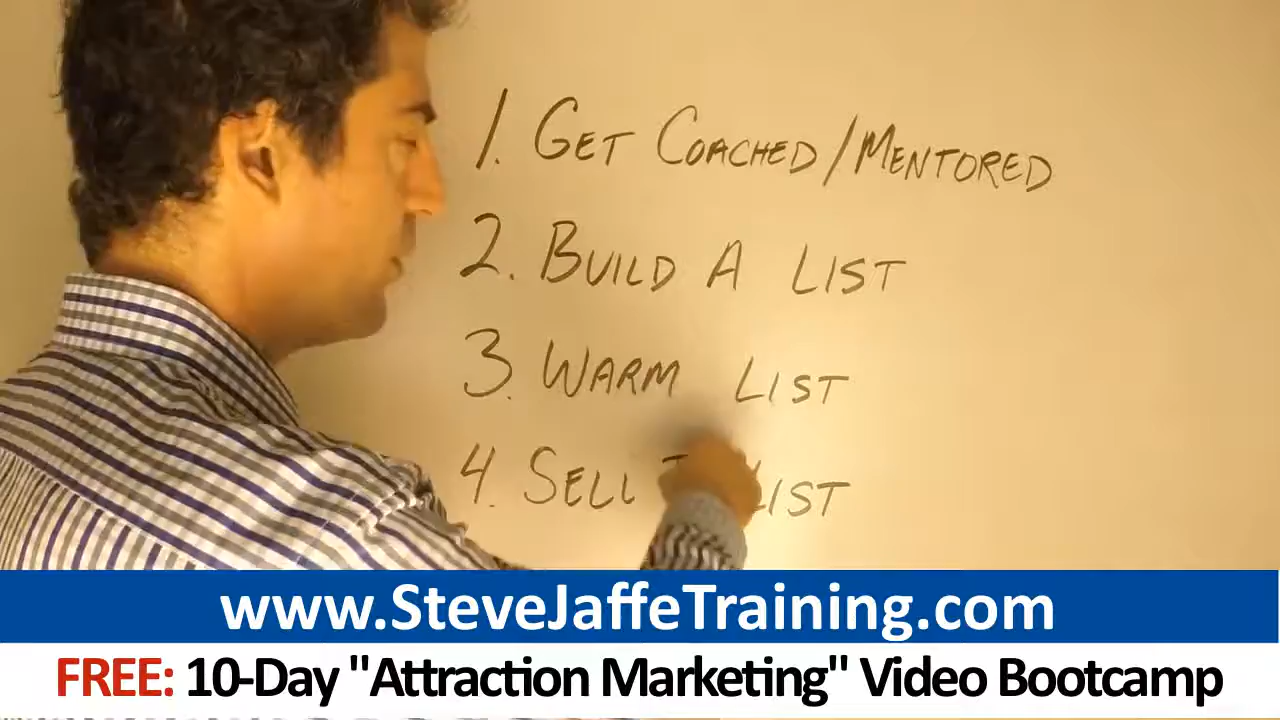 1. GET COACHED/MENTORED
2. BUILD A LIST
3. WARM LIST
4. SELL LIST
www.SteveJaffeTraining.com
FREE: 10-Day "Attraction Marketing" Video Bootcamp